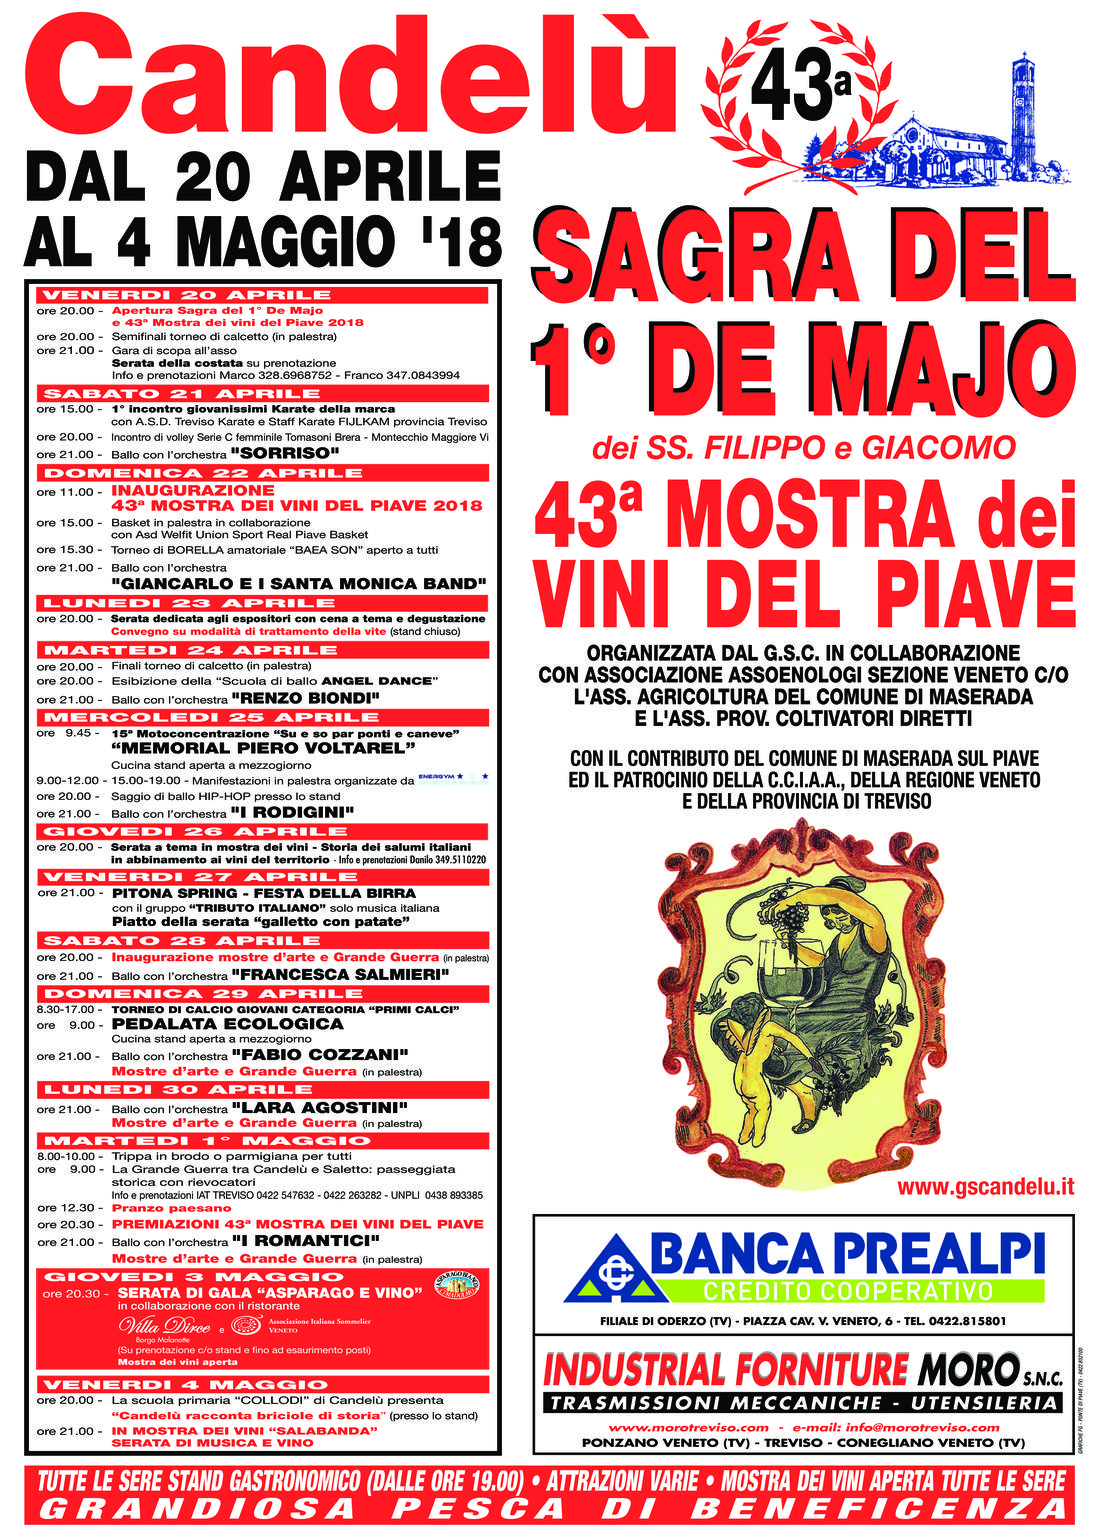 Candelù
43ª
DAL 20 APRILE
AL 4 MAGGIO '18
SAGRA DEL
1° DE MAJO
dei SS. FILIPPO e GIACOMO
43ª MOSTRA dei
VINI DEL PIAVE
ORGANIZZATA DAL G.S.C. IN COLLABORAZIONE
CON ASSOCIAZIONE ASSOENOLOGI SEZIONE VENETO C/O
L'ASS. AGRICOLTURA DEL COMUNE DI MASERADA
E L'ASS. PROV. COLTIVATORI DIRETTI
CON IL CONTRIBUTO DEL COMUNE DI MASERADA SUL PIAVE
ED IL PATROCINIO DELLA C.C.I.A.A., DELLA REGIONE VENETO
E DELLA PROVINCIA DI TREVISO
www.gscandelu.it
VENERDI 20 APRILE
ore 20.00 - Apertura Sagra del 1° De Majo
e 43ª Mostra dei vini del Piave 2018
ore 20.00 - Semifinali torneo di calcetto (in palestra)
ore 21.00 - Gara di scopa all'asso
Serata della costata su prenotazione
Info e prenotazioni Marco 328.6968752 - Franco 347.0843994
SABATO 21 APRILE
ore 15.00 - 1° incontro giovanissimi Karate della marca
con A.S.D. Treviso Karate e Staff Karate FIJLKAM provincia Treviso
ore 20.00 - Incontro di volley Serie C femminile Tomasoni Brera - Montecchio Maggiore Vi
ore 21.00 - Ballo con l'orchestra "SORRISO"
DOMENICA 22 APRILE
ore 11.00 - INAUGURAZIONE
43ª MOSTRA DEI VINI DEL PIAVE 2018
ore 15.00 - Basket in palestra in collaborazione
con Asd Welfit Union Sport Real Piave Basket
ore 15.30 - Torneo di BORELLA amatoriale "BAEA SON" aperto a tutti
ore 21.00 - Ballo con l'orchestra
"GIANCARLO E I SANTA MONICA BAND"
LUNEDI 23 APRILE
ore 20.00 - Serata dedicata agli espositori con cena a tema e degustazione
Convegno su modalità di trattamento della vite (stand chiuso)
MARTEDI 24 APRILE
ore 20.00 - Finali torneo di calcetto (in palestra)
ore 20.00 - Esibizione della "Scuola di ballo ANGEL DANCE"
ore 21.00 - Ballo con l'orchestra "RENZO BIONDI"
MERCOLEDI 25 APRILE
ore 9.45 - 15ª Motoconcentrazione "Su e so par ponti e caneve"
"MEMORIAL PIERO VOLTAREL"
Cucina stand aperta a mezzogiorno
9.00-12.00 - 15.00-19.00 - Manifestazioni in palestra organizzate da ENERGYM
ore 20.00 - Saggio di ballo HIP-HOP presso lo stand
ore 21.00 - Ballo con l'orchestra "I RODIGINI"
GIOVEDI 26 APRILE
ore 20.00 - Serata a tema in mostra dei vini - Storia dei salumi italiani
in abbinamento ai vini del territorio - Info e prenotazioni Danilo 349.5110220
VENERDI 27 APRILE
ore 21.00 - PITONA SPRING - FESTA DELLA BIRRA
con il gruppo "TRIBUTO ITALIANO" solo musica italiana
Piatto della serata "galletto con patate"
SABATO 28 APRILE
ore 20.00 - Inaugurazione mostre d'arte e Grande Guerra (in palestra)
ore 21.00 - Ballo con l'orchestra "FRANCESCA SALMIERI"
DOMENICA 29 APRILE
8.30-17.00 - TORNEO DI CALCIO GIOVANI CATEGORIA "PRIMI CALCI"
ore 9.00 - PEDALATA ECOLOGICA
Cucina stand aperta a mezzogiorno
ore 21.00 - Ballo con l'orchestra "FABIO COZZANI"
Mostre d'arte e Grande Guerra (in palestra)
LUNEDI 30 APRILE
ore 21.00 - Ballo con l'orchestra "LARA AGOSTINI"
Mostre d'arte e Grande Guerra (in palestra)
MARTEDI 1° MAGGIO
8.00-10.00 - Trippa in brodo o parmigiana per tutti
ore 9.00 - La Grande Guerra tra Candelù e Saletto: passeggiata
storica con rievocatori
Info e prenotazioni IAT TREVISO 0422 547632 - 0422 263282 - UNPLI 0438 893385
ore 12.30 - Pranzo paesano
ore 20.30 - PREMIAZIONI 43ª MOSTRA DEI VINI DEL PIAVE
ore 21.00 - Ballo con l'orchestra "I ROMANTICI"
Mostre d'arte e Grande Guerra (in palestra)
GIOVEDI 3 MAGGIO
ore 20.30 - SERATA DI GALA "ASPARAGO E VINO"
ASPARAGO BIANCO
CIMADOLMO
in collaborazione con il ristorante
Villa Dirce e Associazione Italiana Sommelier
Borgo Malanotte VENETO
(Su prenotazione c/o stand e fino ad esaurimento posti)
Mostra dei vini aperta
VENERDI 4 MAGGIO
ore 20.00 - La scuola primaria "COLLODI" di Candelù presenta
"Candelù racconta briciole di storia" (presso lo stand)
ore 21.00 - IN MOSTRA DEI VINI "SALABANDA"
SERATA DI MUSICA E VINO
BANCA PREALPI
CREDITO COOPERATIVO
FILIALE DI ODERZO (TV) - PIAZZA CAV. V. VENETO, 6 - TEL. 0422.815801
INDUSTRIAL FORNITURE MORO S.N.C.
TRASMISSIONI MECCANICHE - UTENSILERIA
www.morotreviso.com - e-mail: info@morotreviso.com
PONZANO VENETO (TV) - TREVISO - CONEGLIANO VENETO (TV)
GRAFICHE FG - PONTE DI PIAVE (TV) - 0422.852100
TUTTE LE SERE STAND GASTRONOMICO (DALLE ORE 19.00) • ATTRAZIONI VARIE • MOSTRA DEI VINI APERTA TUTTE LE SERE
GRANDIOSA PESCA DI BENEFICENZA